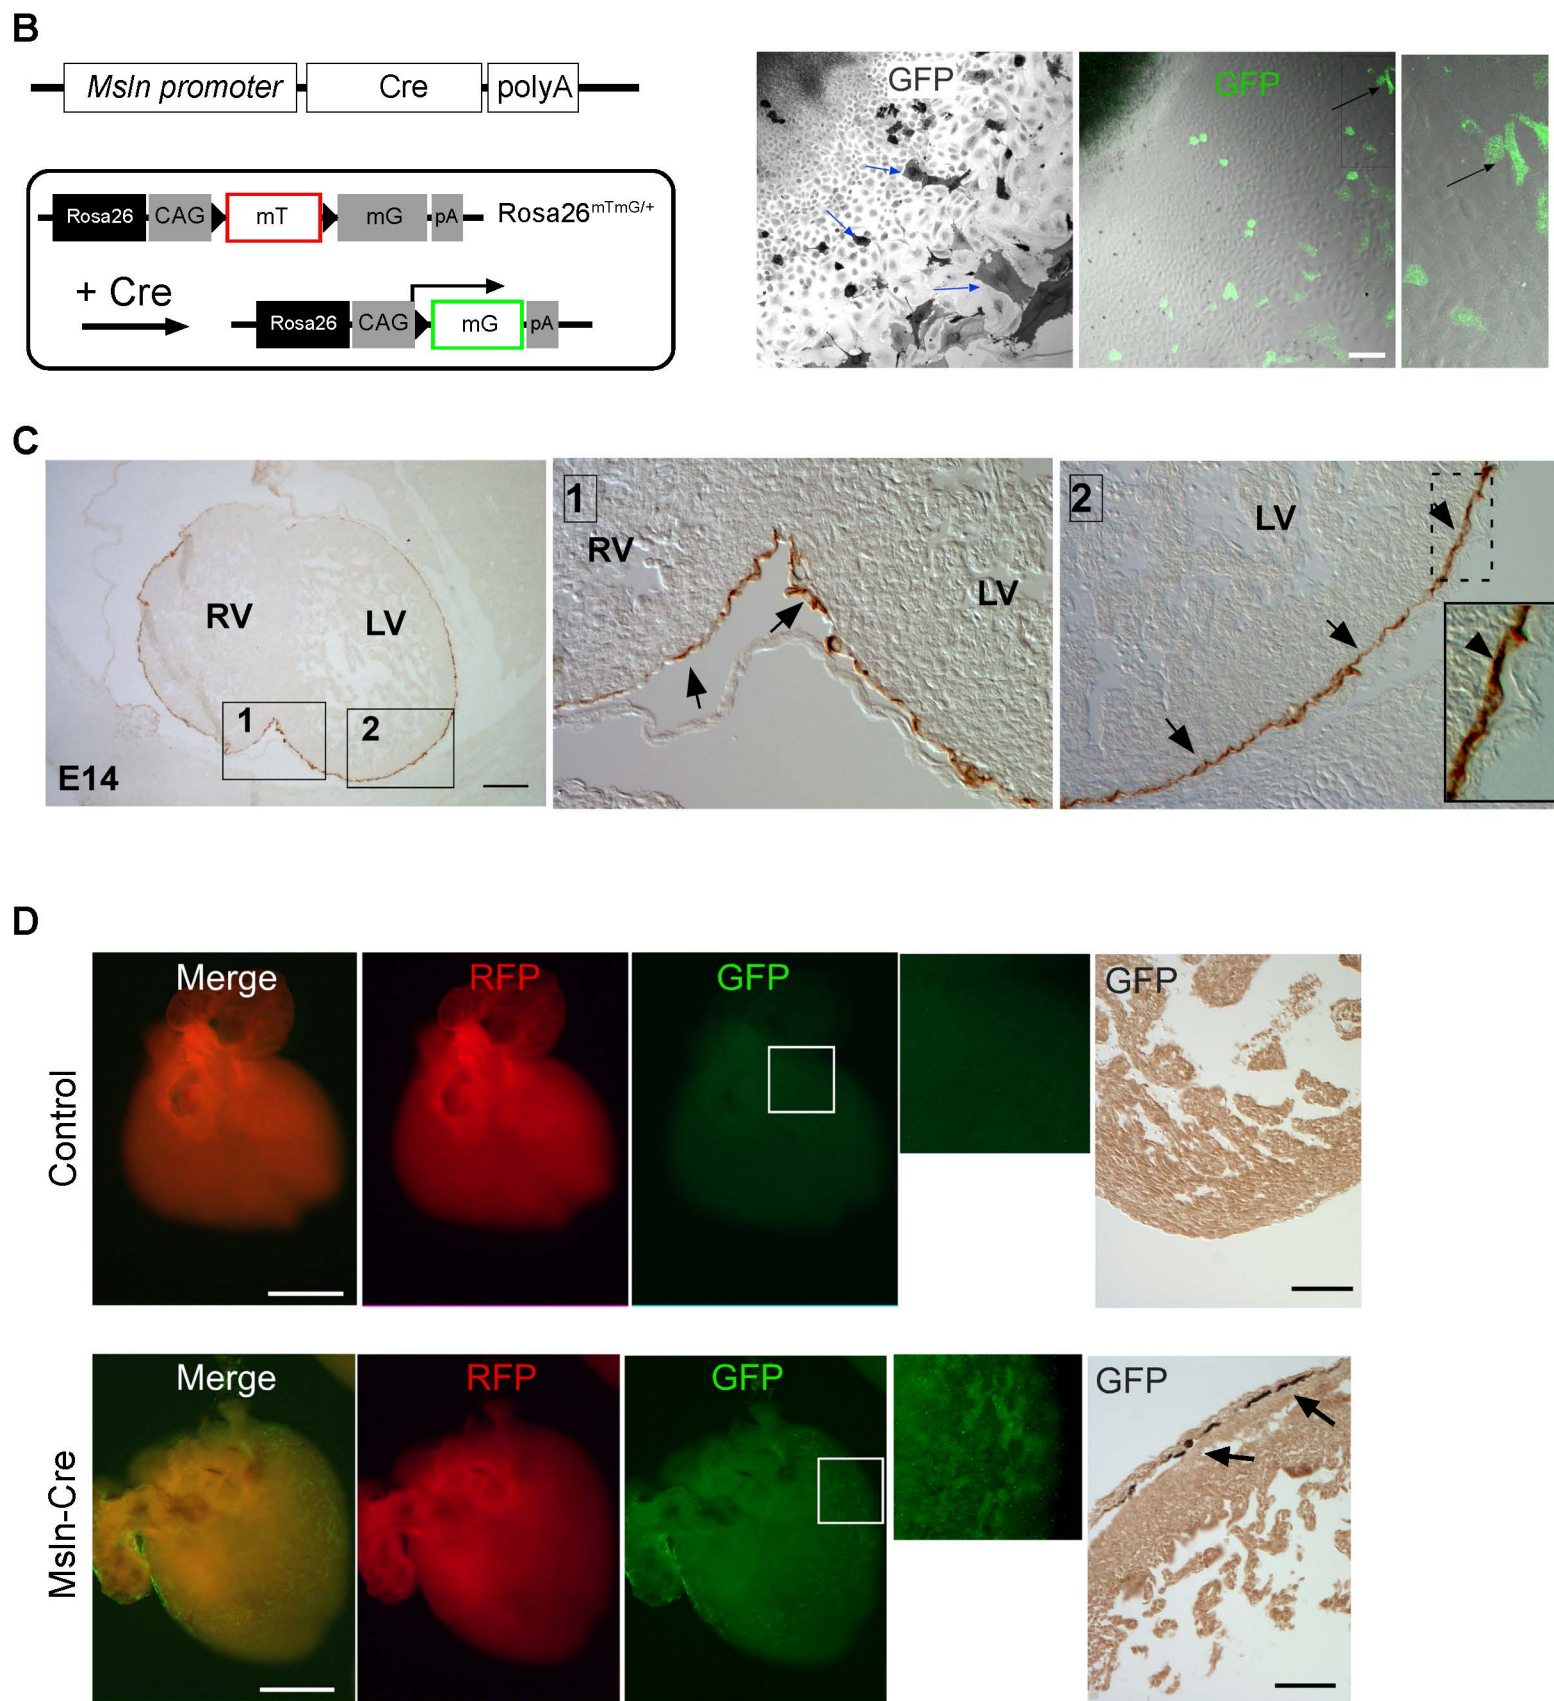 B
Msln promoter Cre polyA
Rosa26 CAG mT mG pA Rosa26mTmG/+
+ Cre
Rosa26 CAG mG pA
GFP GFP
C
RV LV
1 2
E14
1
RV
LV
2
LV
D
Control
Merge RFP GFP GFP
Msln-Cre
Merge RFP GFP GFP